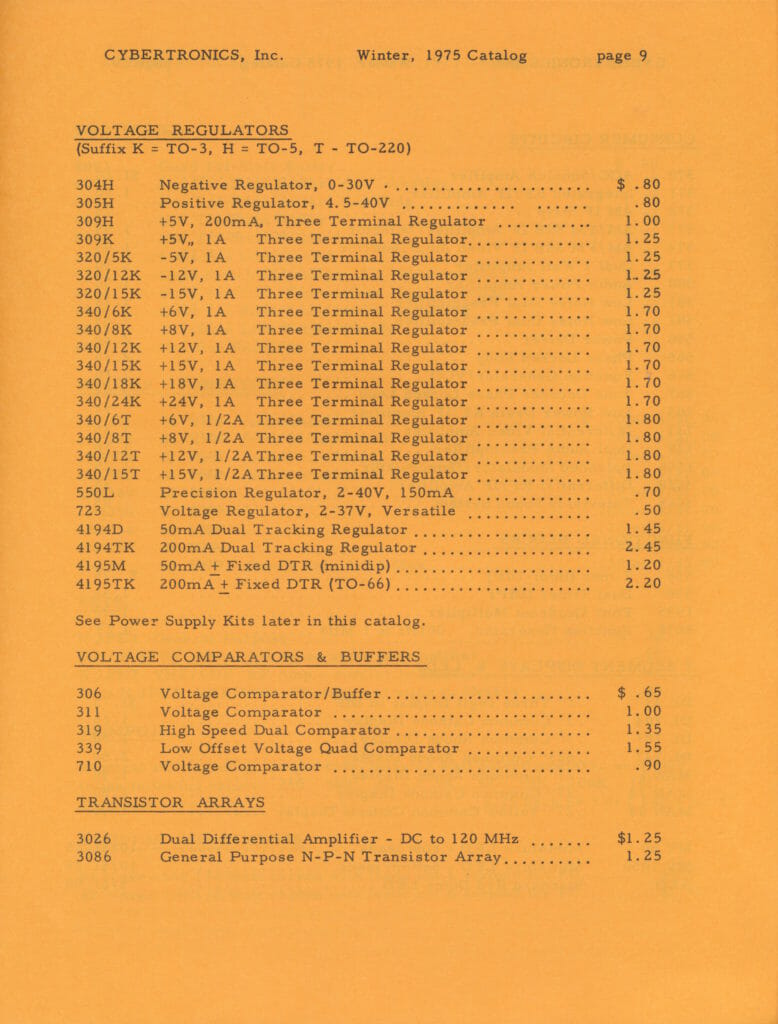 CYBERTRONICS, Inc. Winter, 1975 Catalog page 9
VOLTAGE REGULATORS
(Suffix K = TO-3, H = TO-5, T - TO-220)
304H Negative Regulator, 0-30V . ...................... $ .80
305H Positive Regulator, 4.5-40V ............. ...... .80
309H +5V, 200mA, Three Terminal Regulator ........... 1.00
309K +5V,, 1A Three Terminal Regulator.............. 1.25
320/5K -5V, 1A Three Terminal Regulator ............. 1.25
320/12K -12V, 1A Three Terminal Regulator ............. 1.25
320/15K -15V, 1A Three Terminal Regulator ............. 1.25
340/6K +6V, 1A Three Terminal Regulator ............. 1.70
340/8K +8V, 1A Three Terminal Regulator ............. 1.70
340/12K +12V, 1A Three Terminal Regulator ............. 1.70
340/15K +15V, 1A Three Terminal Regulator ............. 1.70
340/18K +18V, 1A Three Terminal Regulator ............. 1.70
340/24K +24V, 1A Three Terminal Regulator ............. 1.70
340/6T +6V, 1/2A Three Terminal Regulator ............. 1.80
340/8T +8V, 1/2A Three Terminal Regulator ............. 1.80
340/12T +12V, 1/2A Three Terminal Regulator ............. 1.80
340/15T +15V, 1/2A Three Terminal Regulator ............. 1.80
550L Precision Regulator, 2-40V, 150mA .............. .70
723 Voltage Regulator, 2-37V, Versatile .............. .50
4194D 50mA Dual Tracking Regulator .................... 1.45
4194TK 200mA Dual Tracking Regulator ................... 2.45
4195M 50mA ± Fixed DTR (minidip) ...................... 1.20
4195TK 200mA ± Fixed DTR (TO-66) ...................... 2.20
See Power Supply Kits later in this catalog.
VOLTAGE COMPARATORS & BUFFERS
306 Voltage Comparator/Buffer ....................... $ .65
311 Voltage Comparator ............................. 1.00
319 High Speed Dual Comparator ...................... 1.35
339 Low Offset Voltage Quad Comparator .............. 1.55
710 Voltage Comparator ............................. .90
TRANSISTOR ARRAYS
3026 Dual Differential Amplifier - DC to 120 MHz ....... $1.25
3086 General Purpose N-P-N Transistor Array.......... 1.25